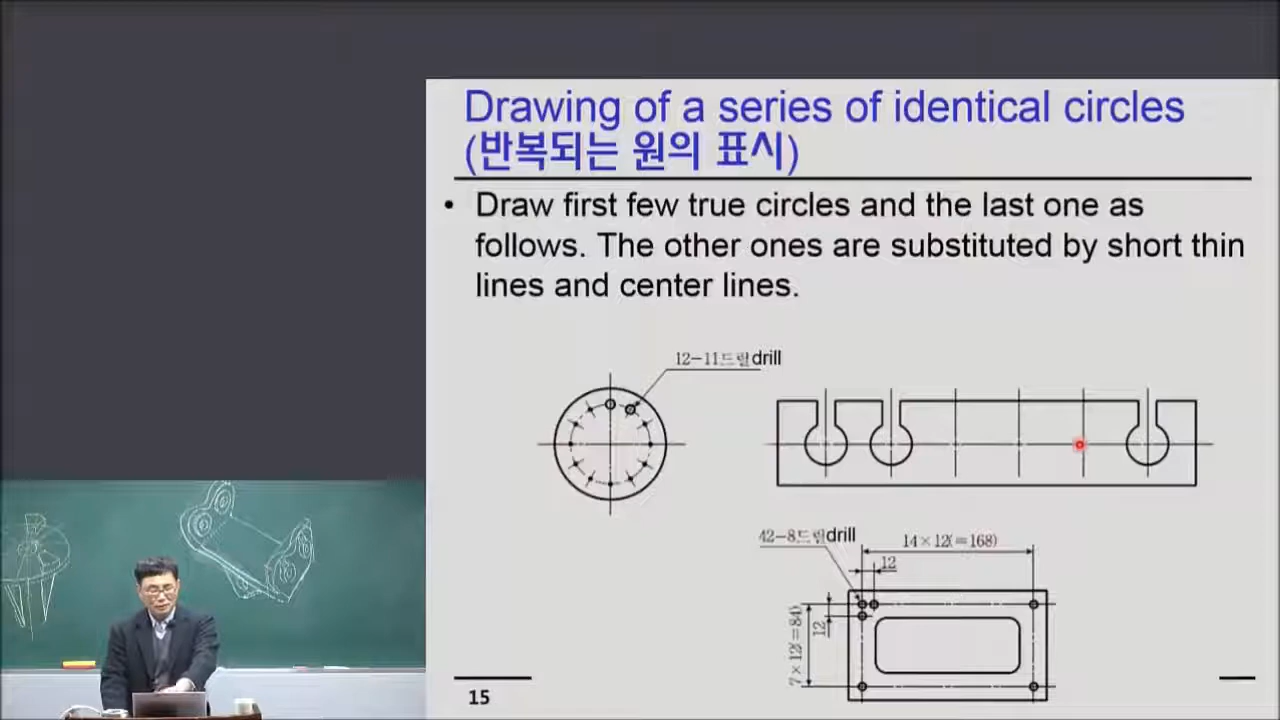 Drawing of a series of identical circles
(반복되는 원의 표시)
• Draw first few true circles and the last one as
follows. The other ones are substituted by short thin
lines and center lines.
12-11드릴drill
42-8드릴drill
14×12(=168)
12
12
7×12(=84)
15